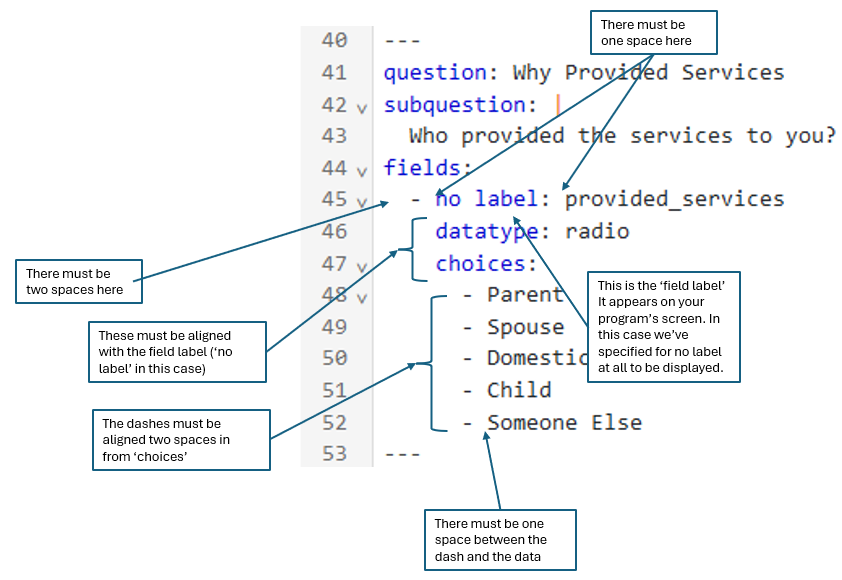 There must be
one space here
40 ---
41 question: Why Provided Services
42 subquestion: |
43 Who provided the services to you?
44 fields:
45 - no label: provided_services
46 datatype: radio
47 choices:
48 - Parent
49 - Spouse
50 - Domestic
51 - Child
52 - Someone Else
53 ---
There must be
two spaces here
These must be aligned
with the field label ('no
label' in this case)
The dashes must be
aligned two spaces in
from 'choices'
This is the 'field label'
It appears on your
program's screen. In
this case we've
specified for no label
at all to be displayed.
There must be one
space between the
dash and the data